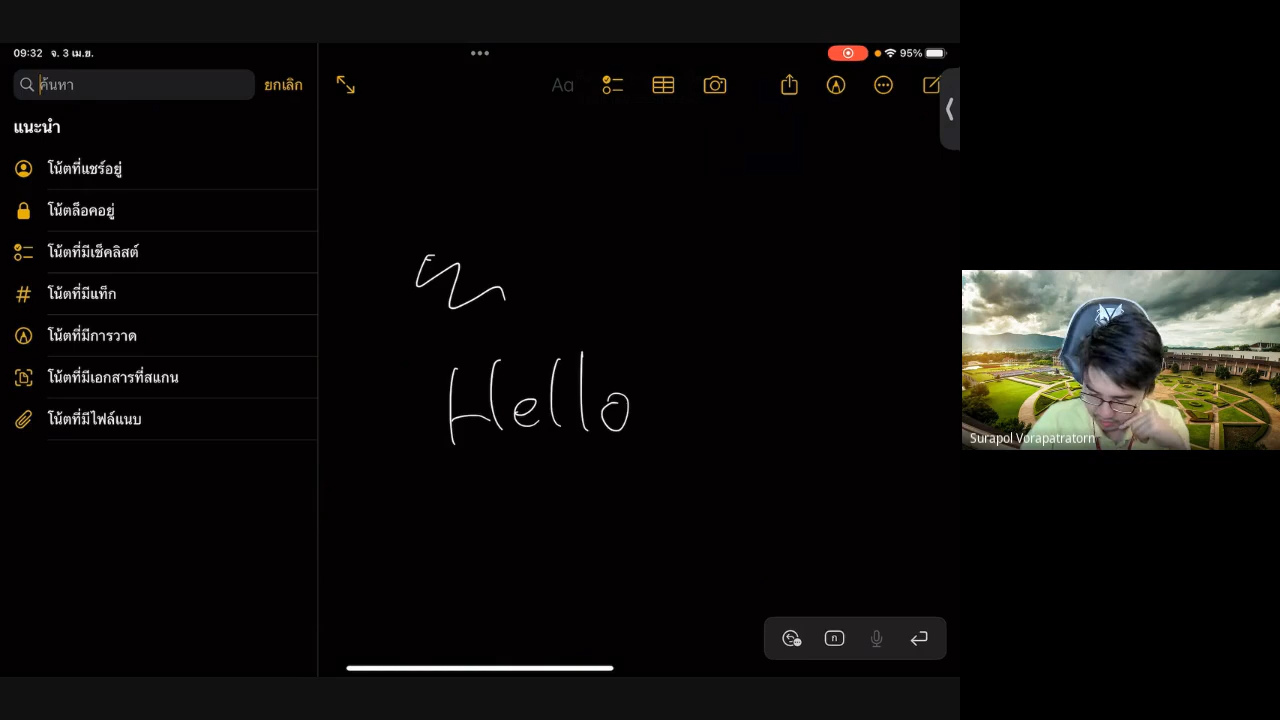 09:32 จ. 3 เม.ย.
95%
ค้นหา
ยกเลิก
Aa
แนะนำ
โน้ตที่แชร์อยู่
โน้ตล็อคอยู่
โน้ตที่มีเช็คลิสต์
โน้ตที่มีแท็ก
โน้ตที่มีการวาด
โน้ตที่มีเอกสารที่สแกน
โน้ตที่มีไฟล์แนบ
Hello
ก
Surapol Vorapatratorn